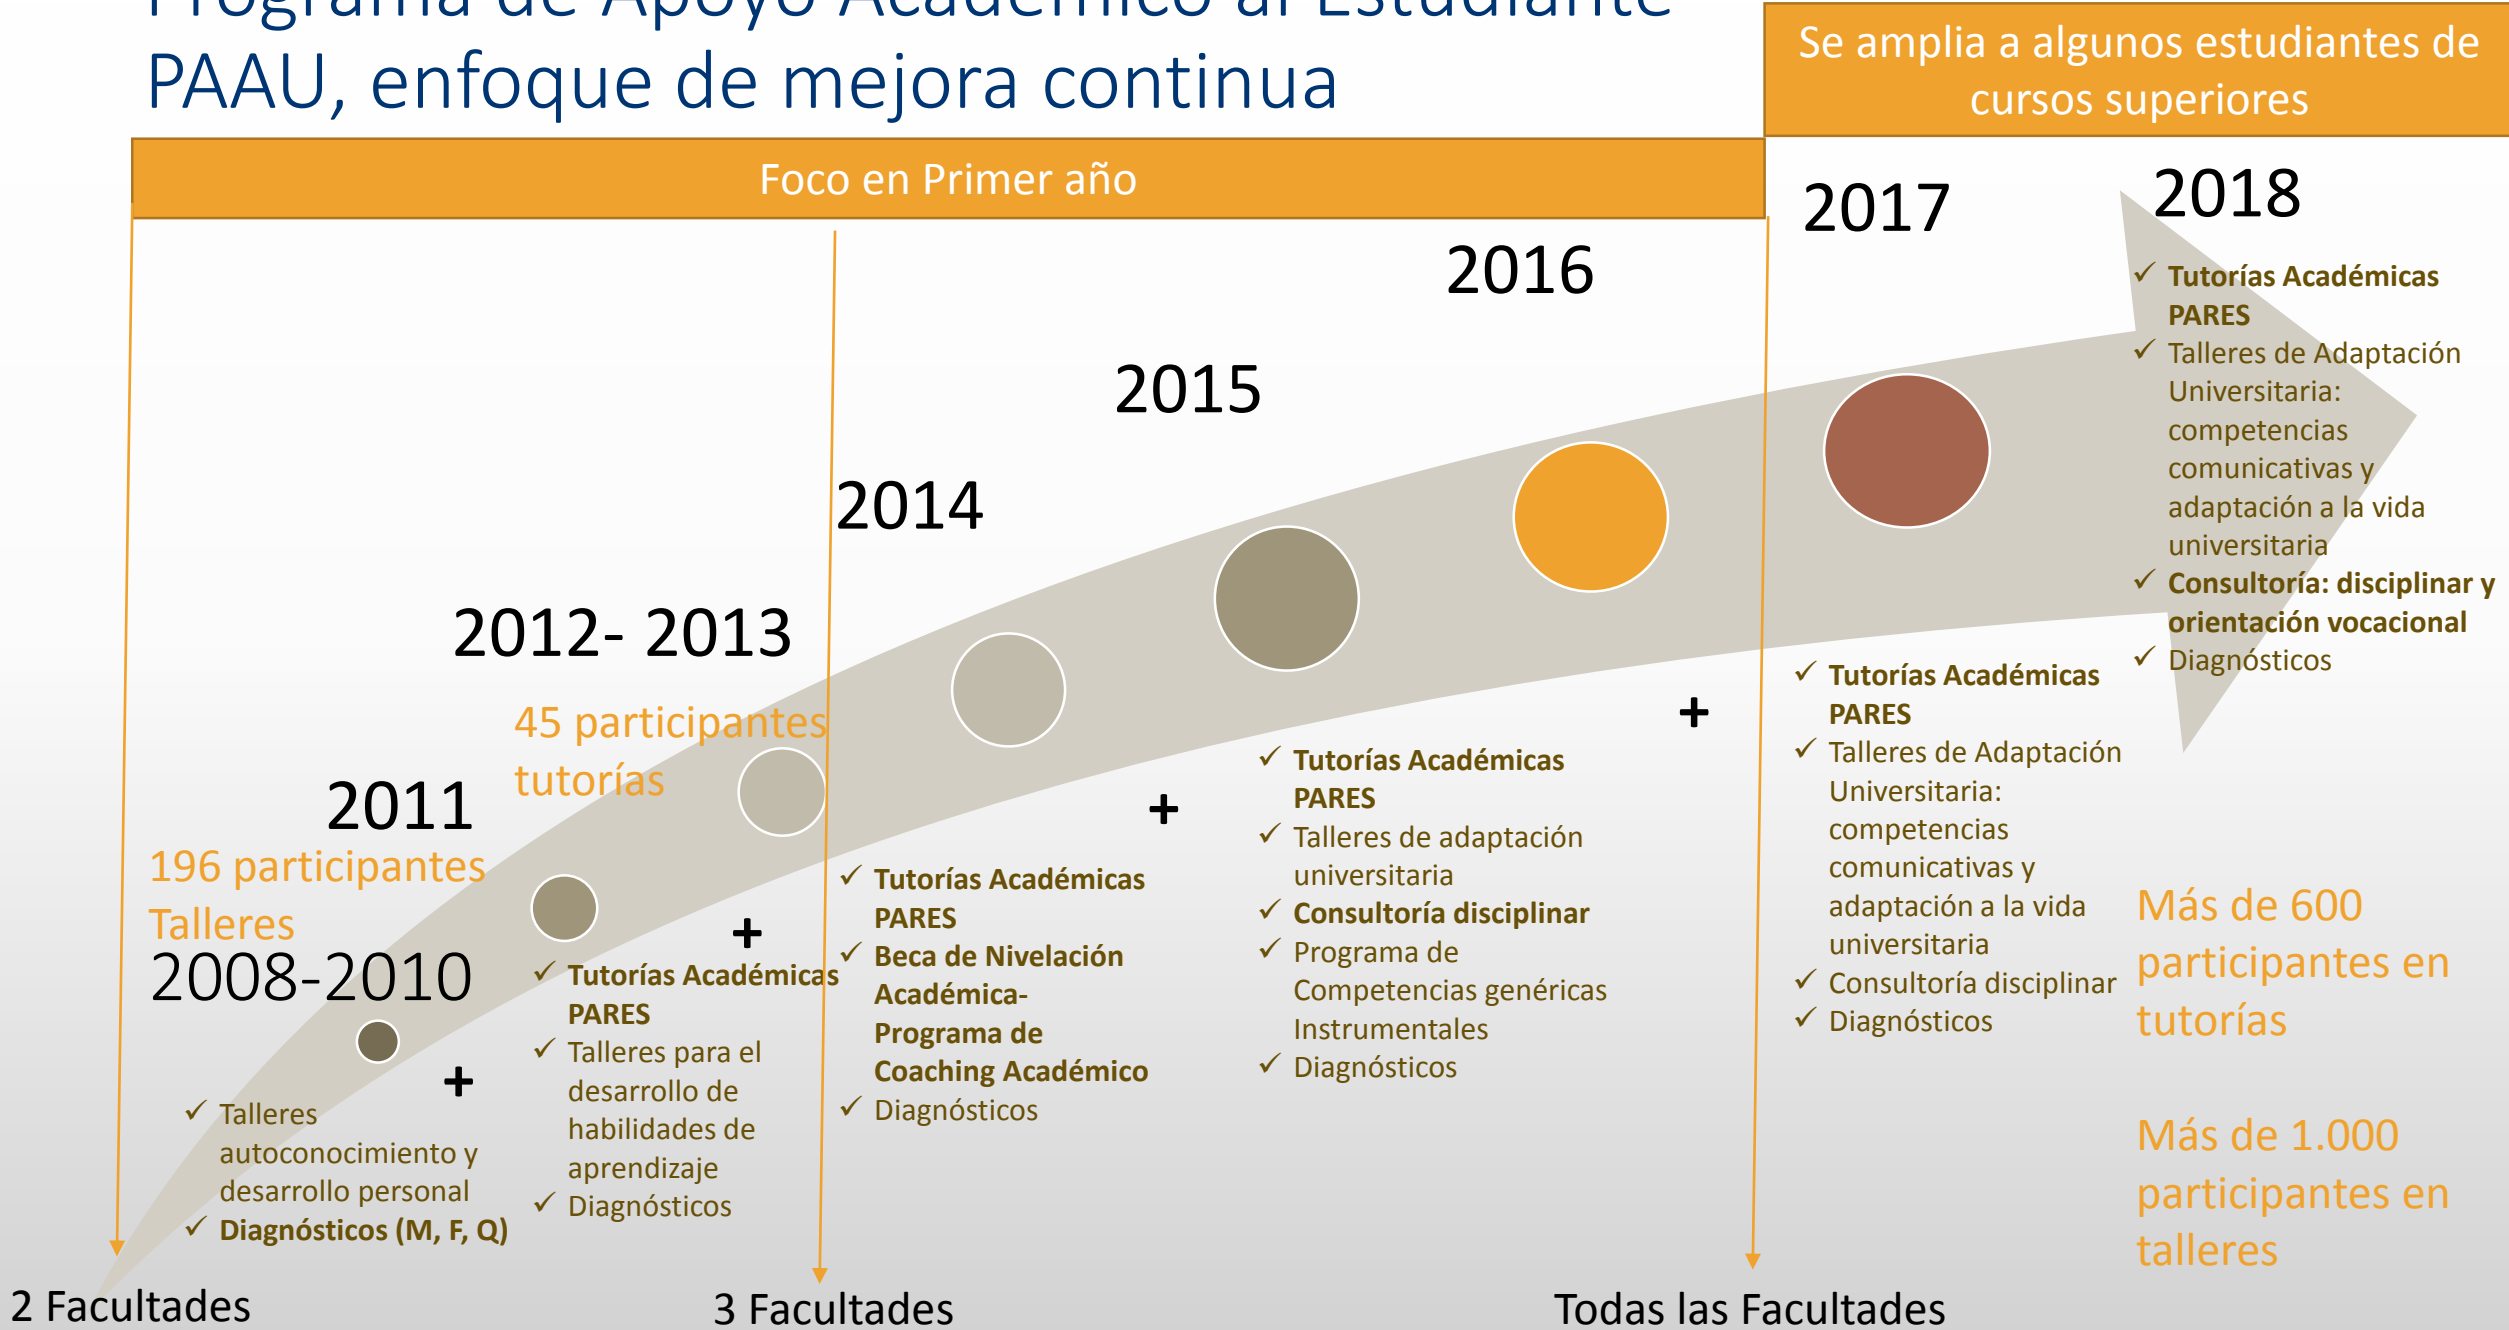 Programa de Apoyo Académico al Estudiante
PAAU, enfoque de mejora continua
Se amplia a algunos estudiantes de
cursos superiores
Foco en Primer año
2008-2010
196 participantes
Talleres
✓ Talleres
autoconocimiento y
desarrollo personal
✓ Diagnósticos (M, F, Q)
+
2011
✓ Tutorías Académicas
PARES
✓ Talleres para el
desarrollo de
habilidades de
aprendizaje
✓ Diagnósticos
+
2012- 2013
45 participantes
tutorías
✓ Tutorías Académicas
PARES
✓ Beca de Nivelación
Académica-
Programa de
Coaching Académico
✓ Diagnósticos
+
2014
2015
✓ Tutorías Académicas
PARES
✓ Talleres de adaptación
universitaria
✓ Consultoría disciplinar
✓ Programa de
Competencias genéricas
Instrumentales
✓ Diagnósticos
+
2016
2017
✓ Tutorías Académicas
PARES
✓ Talleres de Adaptación
Universitaria:
competencias
comunicativas y
adaptación a la vida
universitaria
✓ Consultoría disciplinar
✓ Diagnósticos
2018
✓ Tutorías Académicas
PARES
✓ Talleres de Adaptación
Universitaria:
competencias
comunicativas y
adaptación a la vida
universitaria
✓ Consultoría: disciplinar y
orientación vocacional
✓ Diagnósticos
Más de 600
participantes en
tutorías
Más de 1.000
participantes en
talleres
2 Facultades
3 Facultades
Todas las Facultades